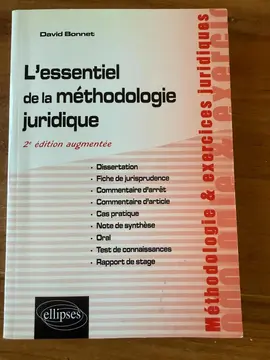 David Bonnet
L'essentiel
de la méthodologie
juridique
2e édition augmentée
• Dissertation
• Fiche de jurisprudence
• Commentaire d'arrêt
• Commentaire d'article
• Cas pratique
• Note de synthèse
• Oral
• Test de connaissances
• Rapport de stage
ellipses
Méthodologie & exercices juridiques